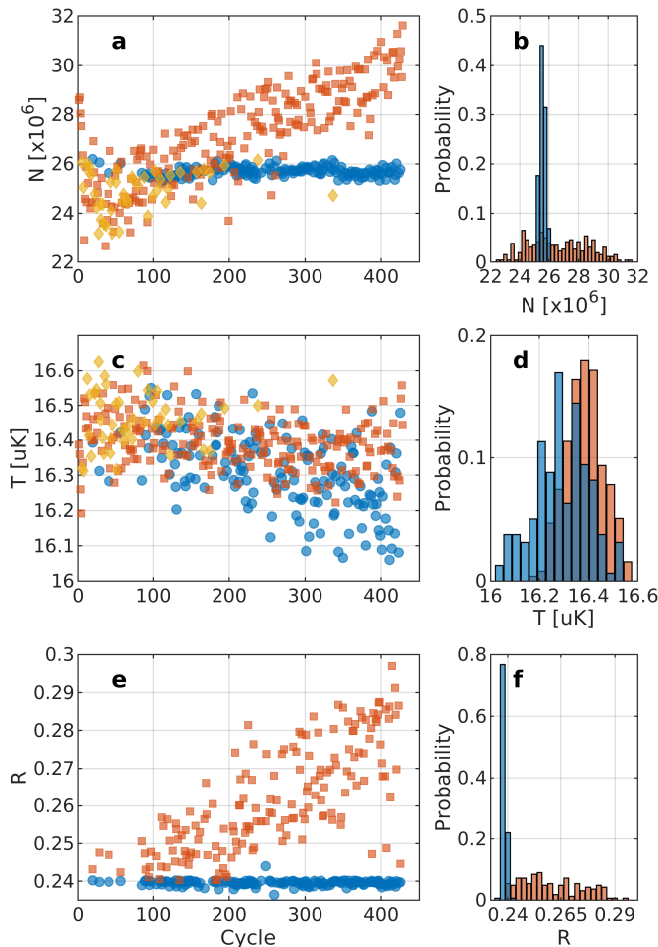 a
N [x10^6]
32
30
28
26
24
22
0 100 200 300 400
b
Probability
0.5
0.4
0.3
0.2
0.1
0
22 24 26 28 30 32
N [x10^6]
c
T [uK]
16.6
16.5
16.4
16.3
16.2
16.1
16
0 100 200 300 400
d
Probability
0.2
0.1
0
16 16.2 16.4 16.6
T [uK]
e
R
0.3
0.29
0.28
0.27
0.26
0.25
0.24
0 100 200 300 400
Cycle
f
Probability
0.8
0.6
0.4
0.2
0
0.24 0.265 0.29
R